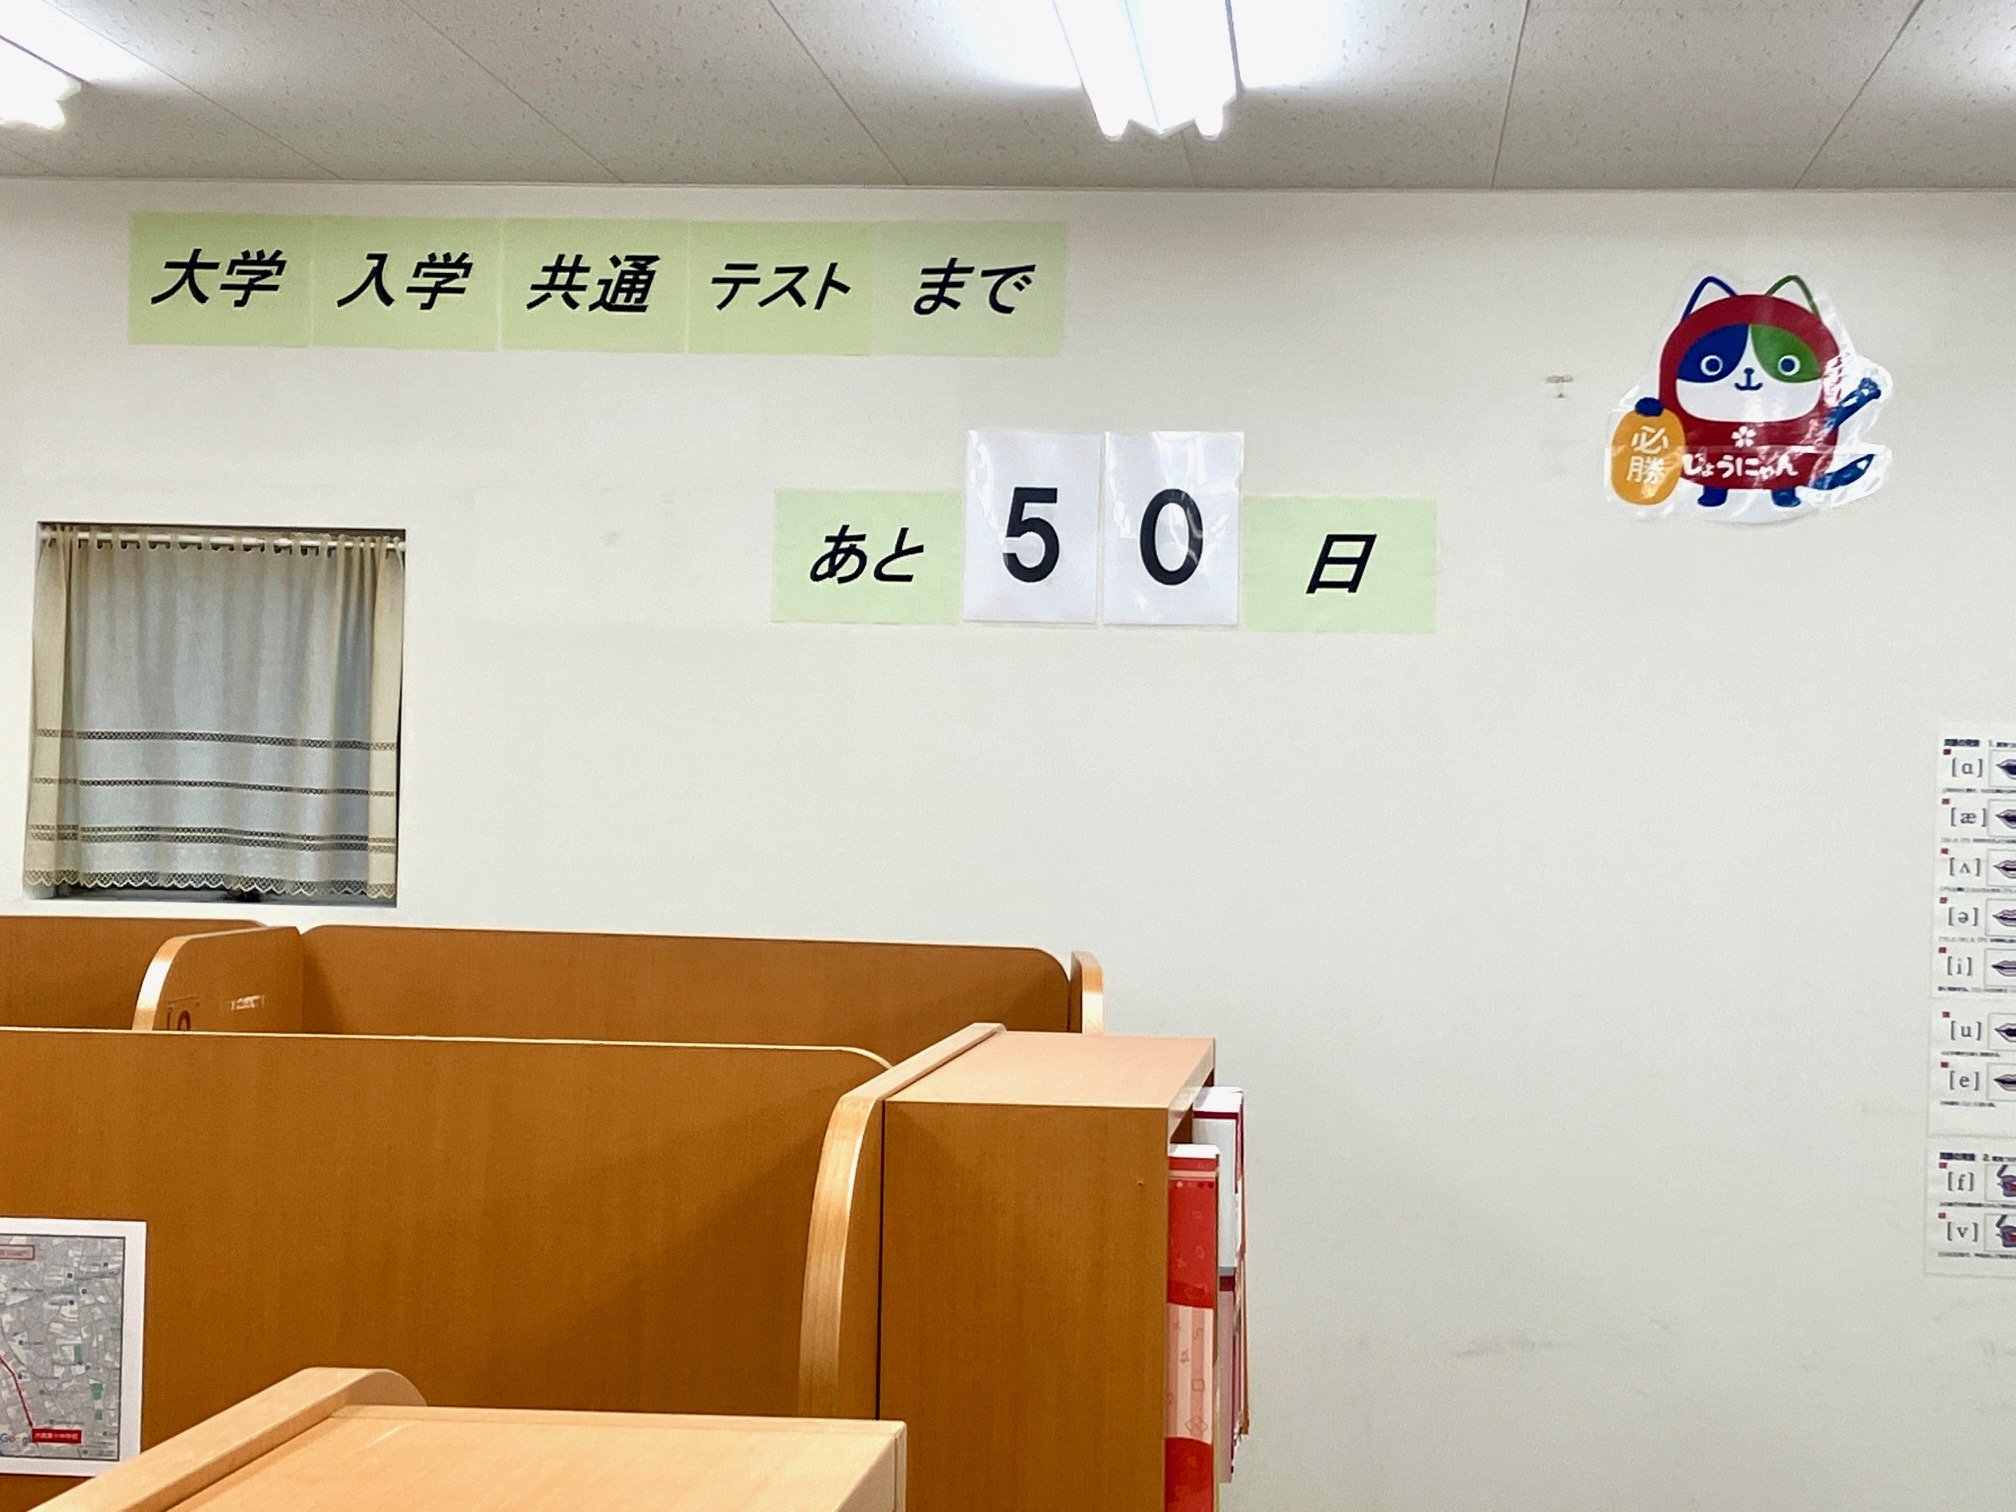 大学入学共通テストまで
あと50日
必勝
じょうにゃん
[ɑ]
[æ]
[ʌ]
[ə]
[i]
[u]
[e]
[f]
[v]
Google